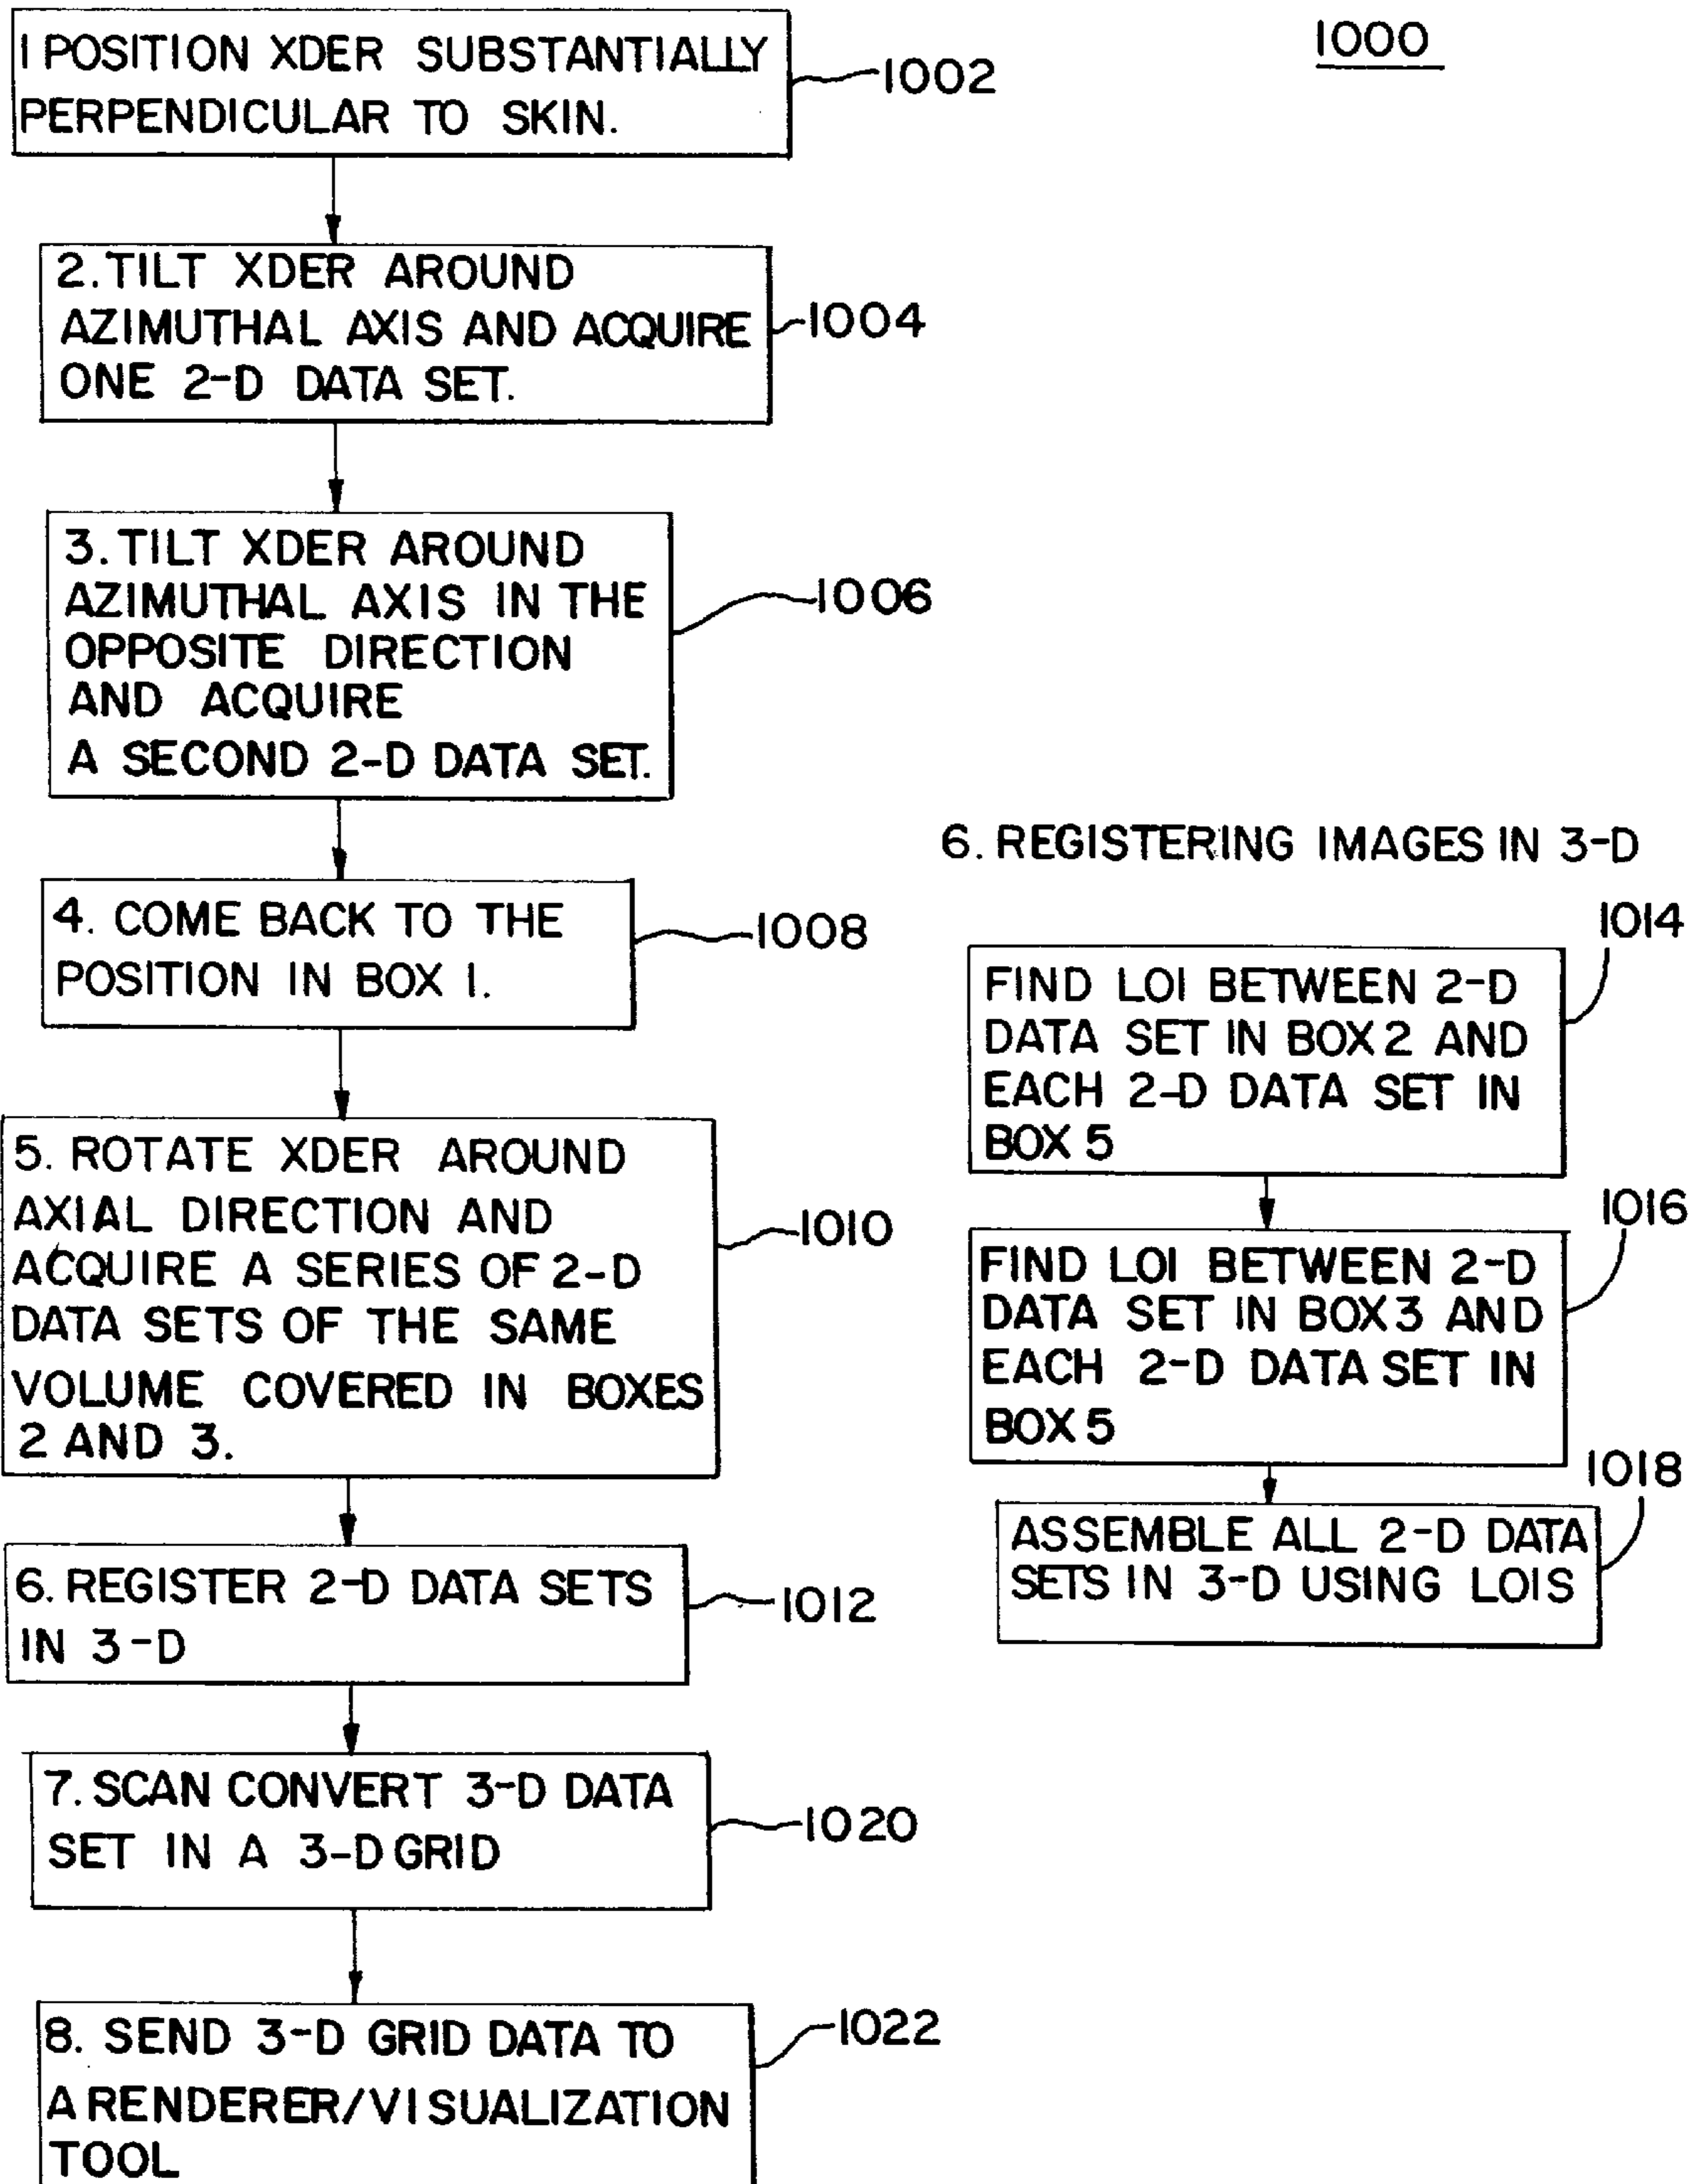 1000
1 POSITION XDER SUBSTANTIALLY
PERPENDICULAR TO SKIN.
1002
2. TILT XDER AROUND
AZIMUTHAL AXIS AND ACQUIRE
ONE 2-D DATA SET.
1004
3. TILT XDER AROUND
AZIMUTHAL AXIS IN THE
OPPOSITE DIRECTION
AND ACQUIRE
A SECOND 2-D DATA SET.
1006
4. COME BACK TO THE
POSITION IN BOX 1.
1008
5. ROTATE XDER AROUND
AXIAL DIRECTION AND
ACQUIRE A SERIES OF 2-D
DATA SETS OF THE SAME
VOLUME COVERED IN BOXES
2 AND 3.
1010
6. REGISTER 2-D DATA SETS
IN 3-D
1012
7. SCAN CONVERT 3-D DATA
SET IN A 3-D GRID
1020
8. SEND 3-D GRID DATA TO
A RENDERER/VISUALIZATION
TOOL
1022
6. REGISTERING IMAGES IN 3-D
1014
FIND LOI BETWEEN 2-D
DATA SET IN BOX 2 AND
EACH 2-D DATA SET IN
BOX 5
1016
FIND LOI BETWEEN 2-D
DATA SET IN BOX 3 AND
EACH 2-D DATA SET IN
BOX 5
1018
ASSEMBLE ALL 2-D DATA
SETS IN 3-D USING LOIS